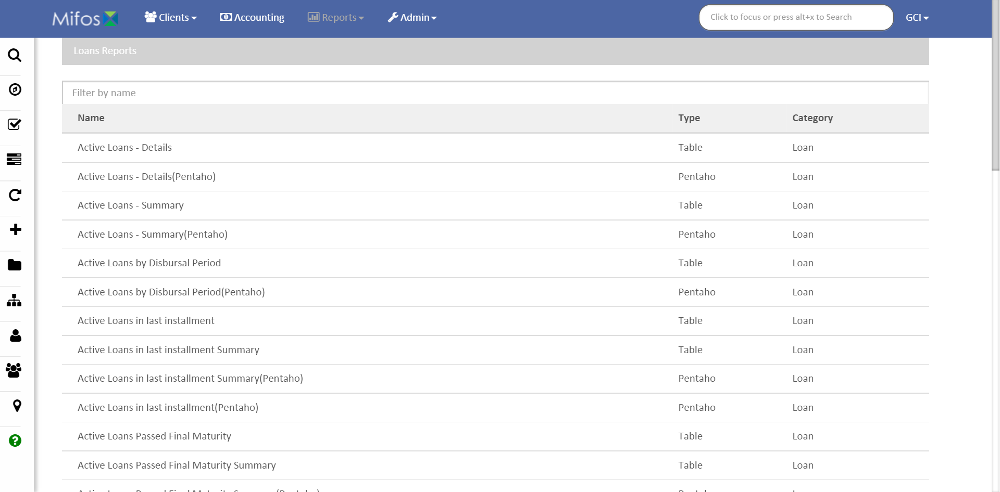 Mifos Clients Accounting Reports Admin Click to focus or press alt+x to Search GCI
Loans Reports
Filter by name
Name Type Category
Active Loans - Details Table Loan
Active Loans - Details(Pentaho) Pentaho Loan
Active Loans - Summary Table Loan
Active Loans - Summary(Pentaho) Pentaho Loan
Active Loans by Disbursal Period Table Loan
Active Loans by Disbursal Period(Pentaho) Pentaho Loan
Active Loans in last installment Table Loan
Active Loans in last installment Summary Table Loan
Active Loans in last installment Summary(Pentaho) Pentaho Loan
Active Loans in last installment(Pentaho) Pentaho Loan
Active Loans Passed Final Maturity Table Loan
Active Loans Passed Final Maturity Summary Table Loan